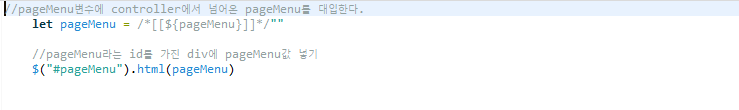 //pageMenu변수에 controller에서 넘어온 pageMenu를 대입한다.
let pageMenu = /*[[${pageMenu}]]*/""
//pageMenu라는 id를 가진 div에 pageMenu값 넣기
$("#pageMenu").html(pageMenu)